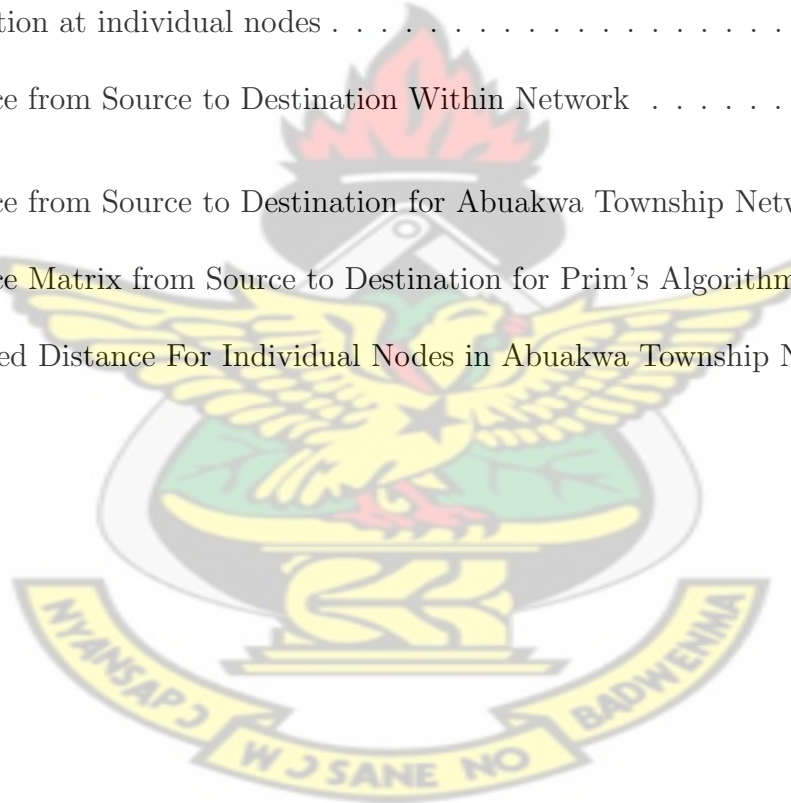 tion at individual nodes . . . . . . . . . . . . . . . . . . .
ce from Source to Destination Within Network . . . . . .
ce from Source to Destination for Abuakwa Township Netw
ce Matrix from Source to Destination for Prim's Algorithm
ed Distance For Individual Nodes in Abuakwa Township N
NYANSAPƆ WƆSANE NO BADWENMA